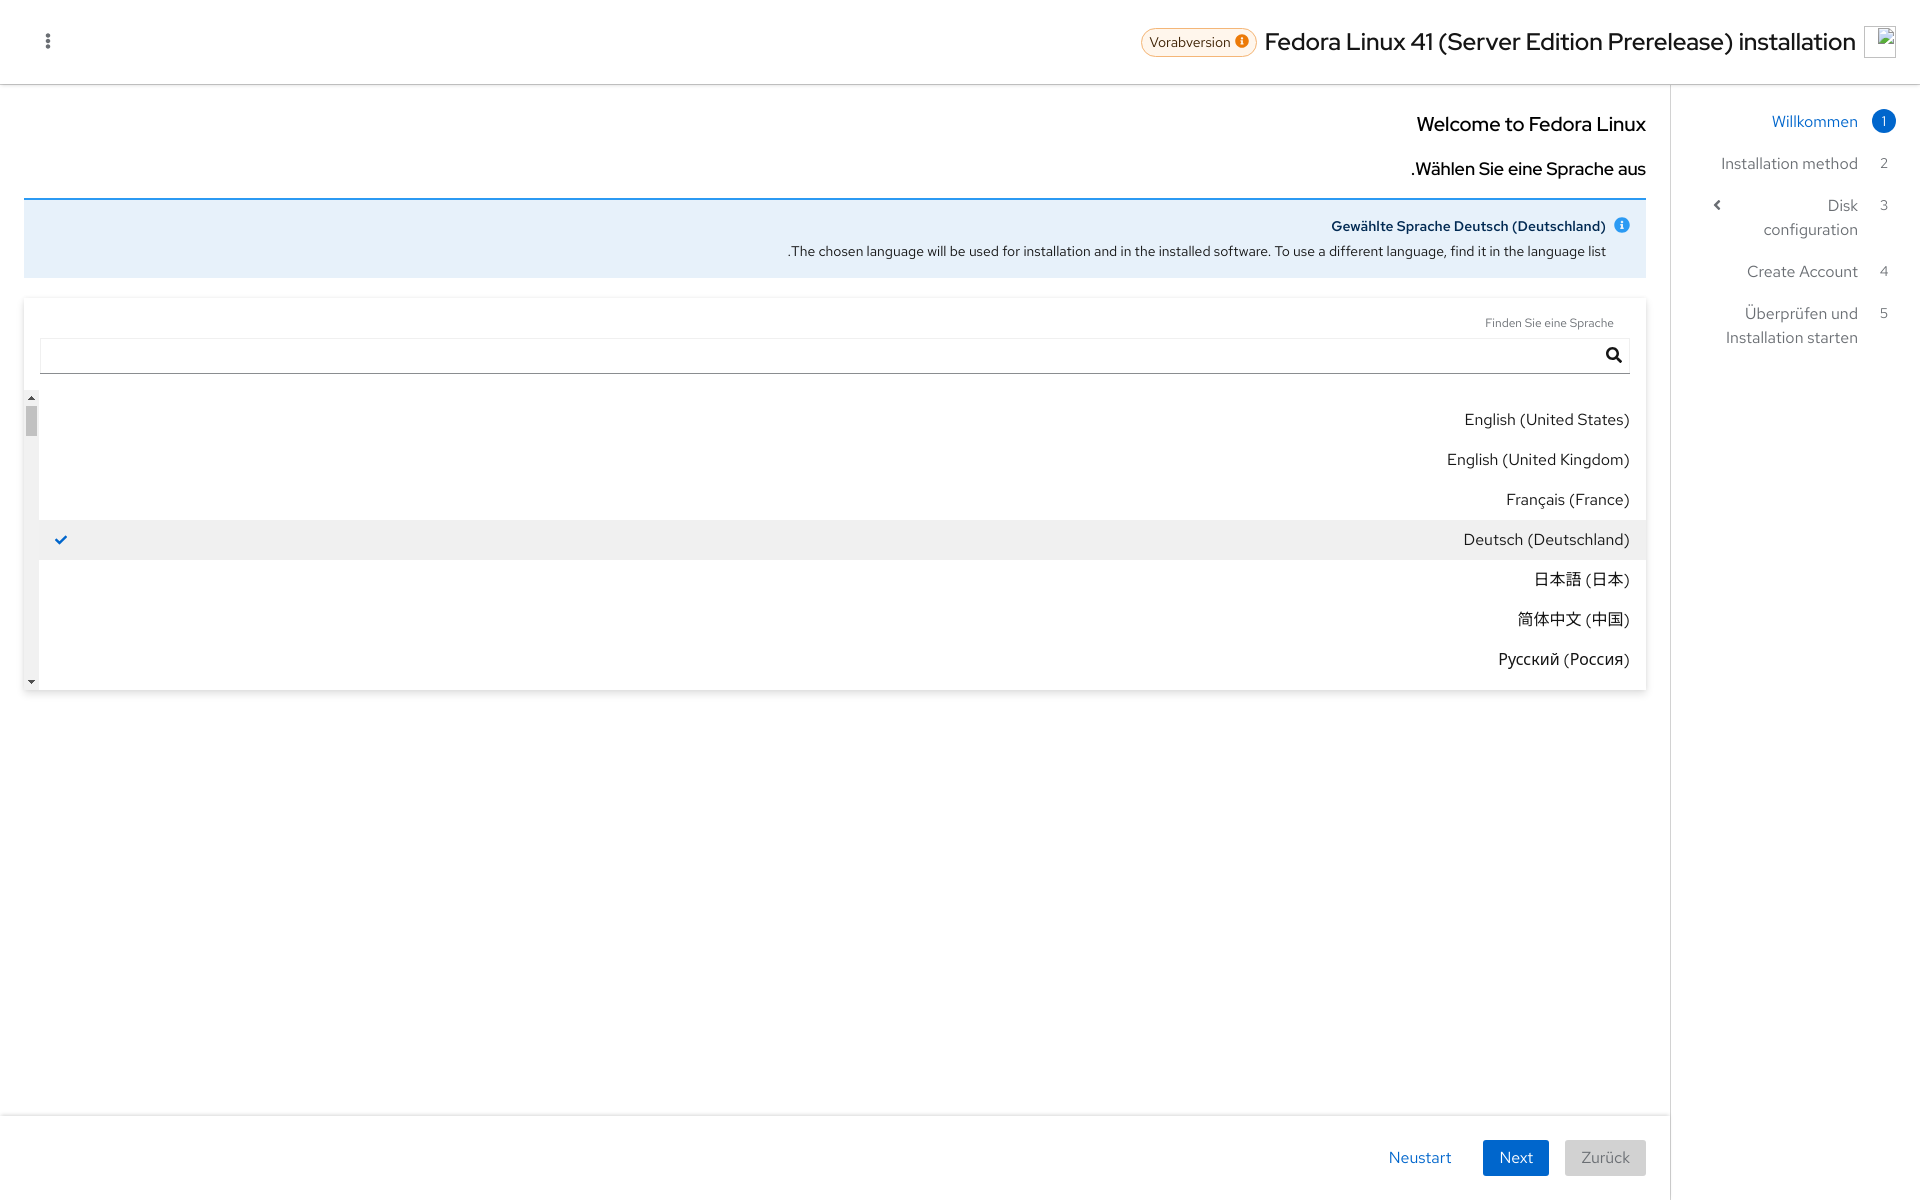 Fedora Linux 41 (Server Edition Prerelease) installation
Vorabversion
1 Willkommen
2 Installation method
3 Disk
configuration
4 Create Account
5 Überprüfen und
Installation starten
Welcome to Fedora Linux
.Wählen Sie eine Sprache aus
Gewählte Sprache Deutsch (Deutschland)
.The chosen language will be used for installation and in the installed software. To use a different language, find it in the language list
Finden Sie eine Sprache
English (United States)
English (United Kingdom)
Français (France)
Deutsch (Deutschland)
日本語 (日本)
简体中文 (中国)
Русский (Россия)
Zurück
Next
Neustart